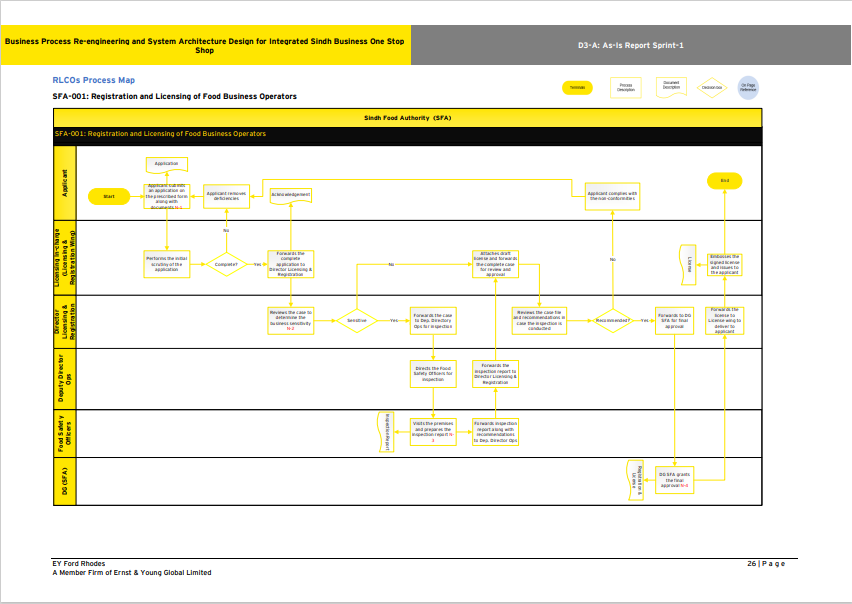 Business Process Re-engineering and System Architecture Design for Integrated Sindh Business One Stop
Shop
D3-A: As-Is Report Sprint-1
RLCOs Process Map
SFA-001: Registration and Licensing of Food Business Operators
Terminate
Process
Description
Document
Description
Decision box
On Page
Reference
Sindh Food Authority (SFA)
SFA-001: Registration and Licensing of Food Business Operators
Applicant
Start
Application
Applicant submits
an application on
the prescribed form
along with
documents N-1
Applicant removes
deficiencies
Acknowledgement
Applicant complies with
the non-conformities
End
Licensing In-charge
(Licensing &
Registration Wing)
Performs the initial
scrutiny of the
application
Complete?
No
Yes
Forwards the
complete
application to
Director Licensing &
Registration
No
Attaches draft
license and forwards
the complete case
for review and
approval
No
License
Embosses the
signed license
and issues to
the applicant
Director
Licensing &
Registration
Reviews the case to
determine the
business sensitivity
N-2
Sensitive
Yes
Forwards the case
to Dep. Directory
Ops for inspection
Reviews the case file
and recommendations in
case the inspection is
conducted
Recommended?
Yes
Forwards to DG
SFA for final
approval
Forwards the
license to
License wing to
deliver to
applicant
Deputy Director
Ops
Directs the Food
Safety Officers for
inspection
Forwards the
inspection report to
Director Licensing &
Registration
Food Safety
Officers
Inspection Report
Visits the premises
and prepares the
inspection report N-
3
Forwards inspection
report along with
recommendations
to Dep. Director Ops
DG (SFA)
Registration &
License
DG SFA grants
the final
approval N-4
EY Ford Rhodes
A Member Firm of Ernst & Young Global Limited
26 | P a g e